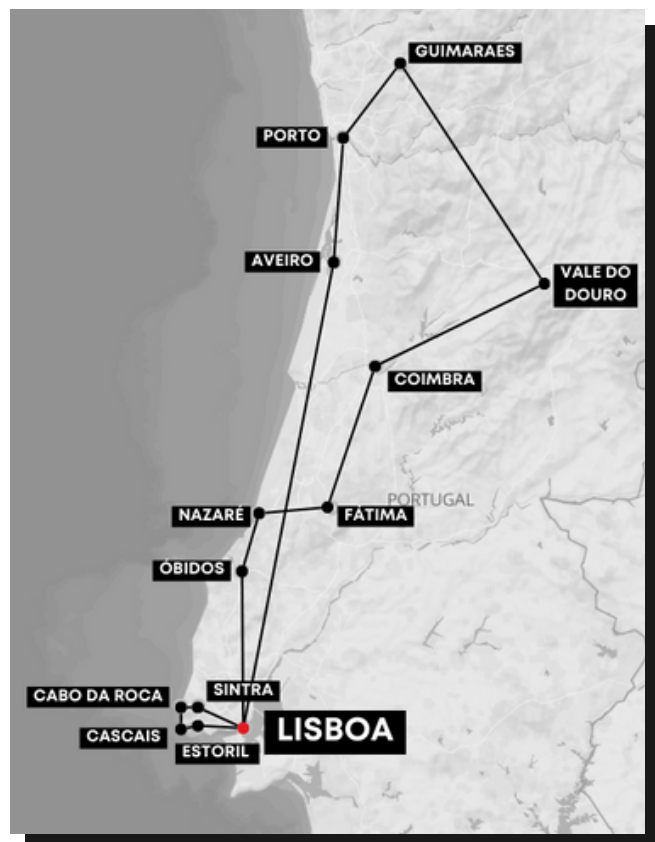 GUIMARAES
PORTO
AVEIRO
VALE DO
DOURO
COIMBRA
PORTUGAL
NAZARÉ
FÁTIMA
ÓBIDOS
SINTRA
CABO DA ROCA
LISBOA
CASCAIS
ESTORIL